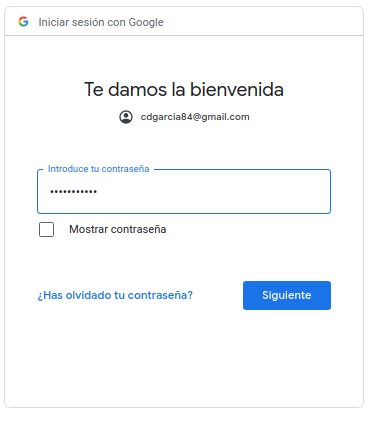 Iniciar sesión con Google
Te damos la bienvenida
cdgarcia84@gmail.com
Introduce tu contraseña
•••••••••••
Mostrar contraseña
¿Has olvidado tu contraseña?
Siguiente